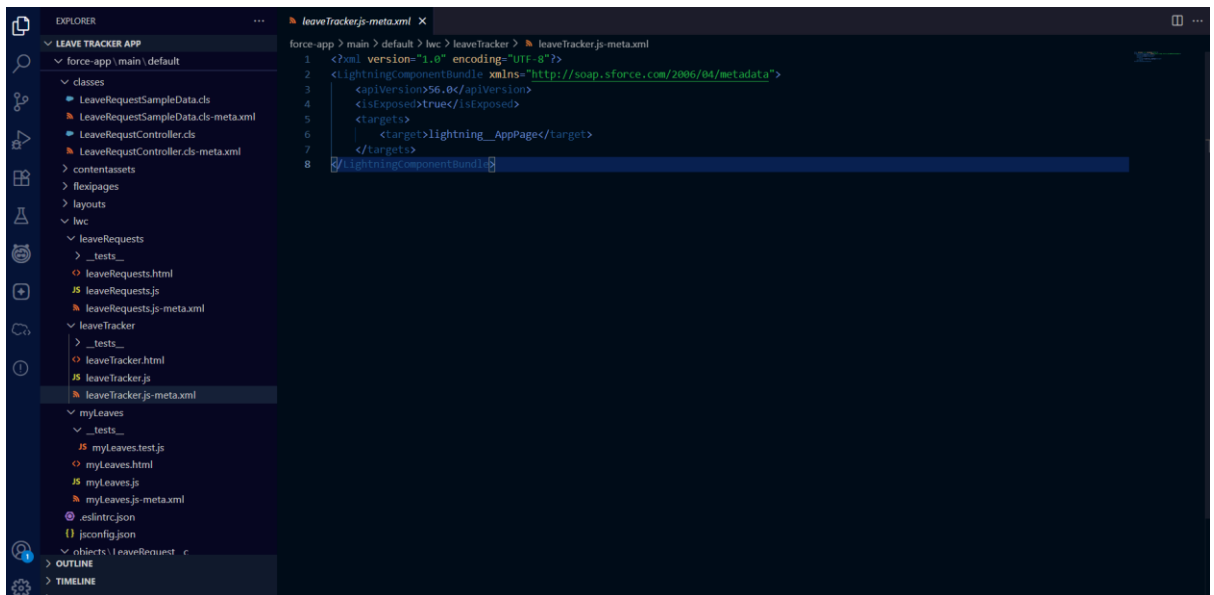 EXPLORER
···
LEAVE TRACKER APP
force-app\main\default
classes
LeaveRequestSampleData.cls
LeaveRequestSampleData.cls-meta.xml
LeaveRequstController.cls
LeaveRequstController.cls-meta.xml
contentassets
flexipages
layouts
lwc
leaveRequests
__tests__
<> leaveRequests.html
JS leaveRequests.js
leaveRequests.js-meta.xml
leaveTracker
__tests__
<> leaveTracker.html
JS leaveTracker.js
leaveTracker.js-meta.xml
myLeaves
__tests__
JS myLeaves.test.js
<> myLeaves.html
JS myLeaves.js
myLeaves.js-meta.xml
.eslintrc.json
{} jsconfig.json
objects\LeaveRequest__c
OUTLINE
TIMELINE
1
leaveTracker.js-meta.xml
···
force-app > main > default > lwc > leaveTracker > leaveTracker.js-meta.xml
1 <?xml version="1.0" encoding="UTF-8"?>
2 <LightningComponentBundle xmlns="http://soap.sforce.com/2006/04/metadata">
3 <apiVersion>56.0</apiVersion>
4 <isExposed>true</isExposed>
5 <targets>
6 <target>lightning__AppPage</target>
7 </targets>
8 </LightningComponentBundle>